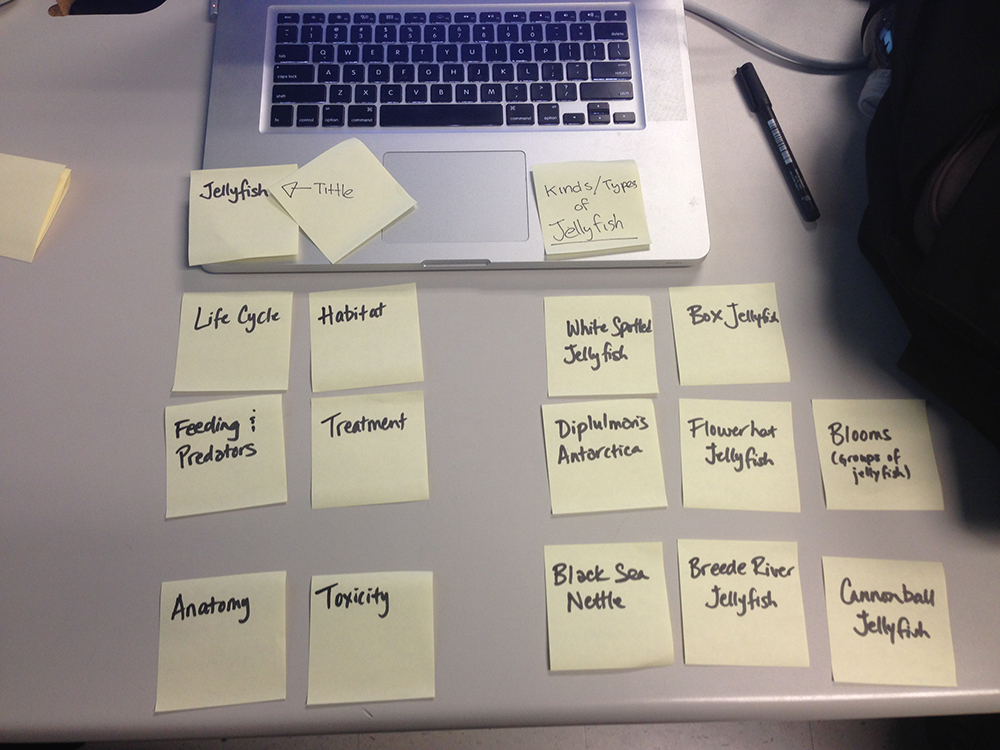 Q W E R T Y U I O P
A S D F G H J K L
Z X C V B N M
Jellyfish
Tittle
Kinds/Types
of
Jellyfish
Life Cycle
Habitat
Feeding &
Predators
Treatment
Anatomy
Toxicity
White Spotted
Jellyfish
Box Jellyfish
Diplulmaris
Antarctica
Flowerhat
Jellyfish
Blooms
(Groups of
jellyfish)
Black Sea
Nettle
Breede River
Jellyfish
Cannonball
Jellyfish